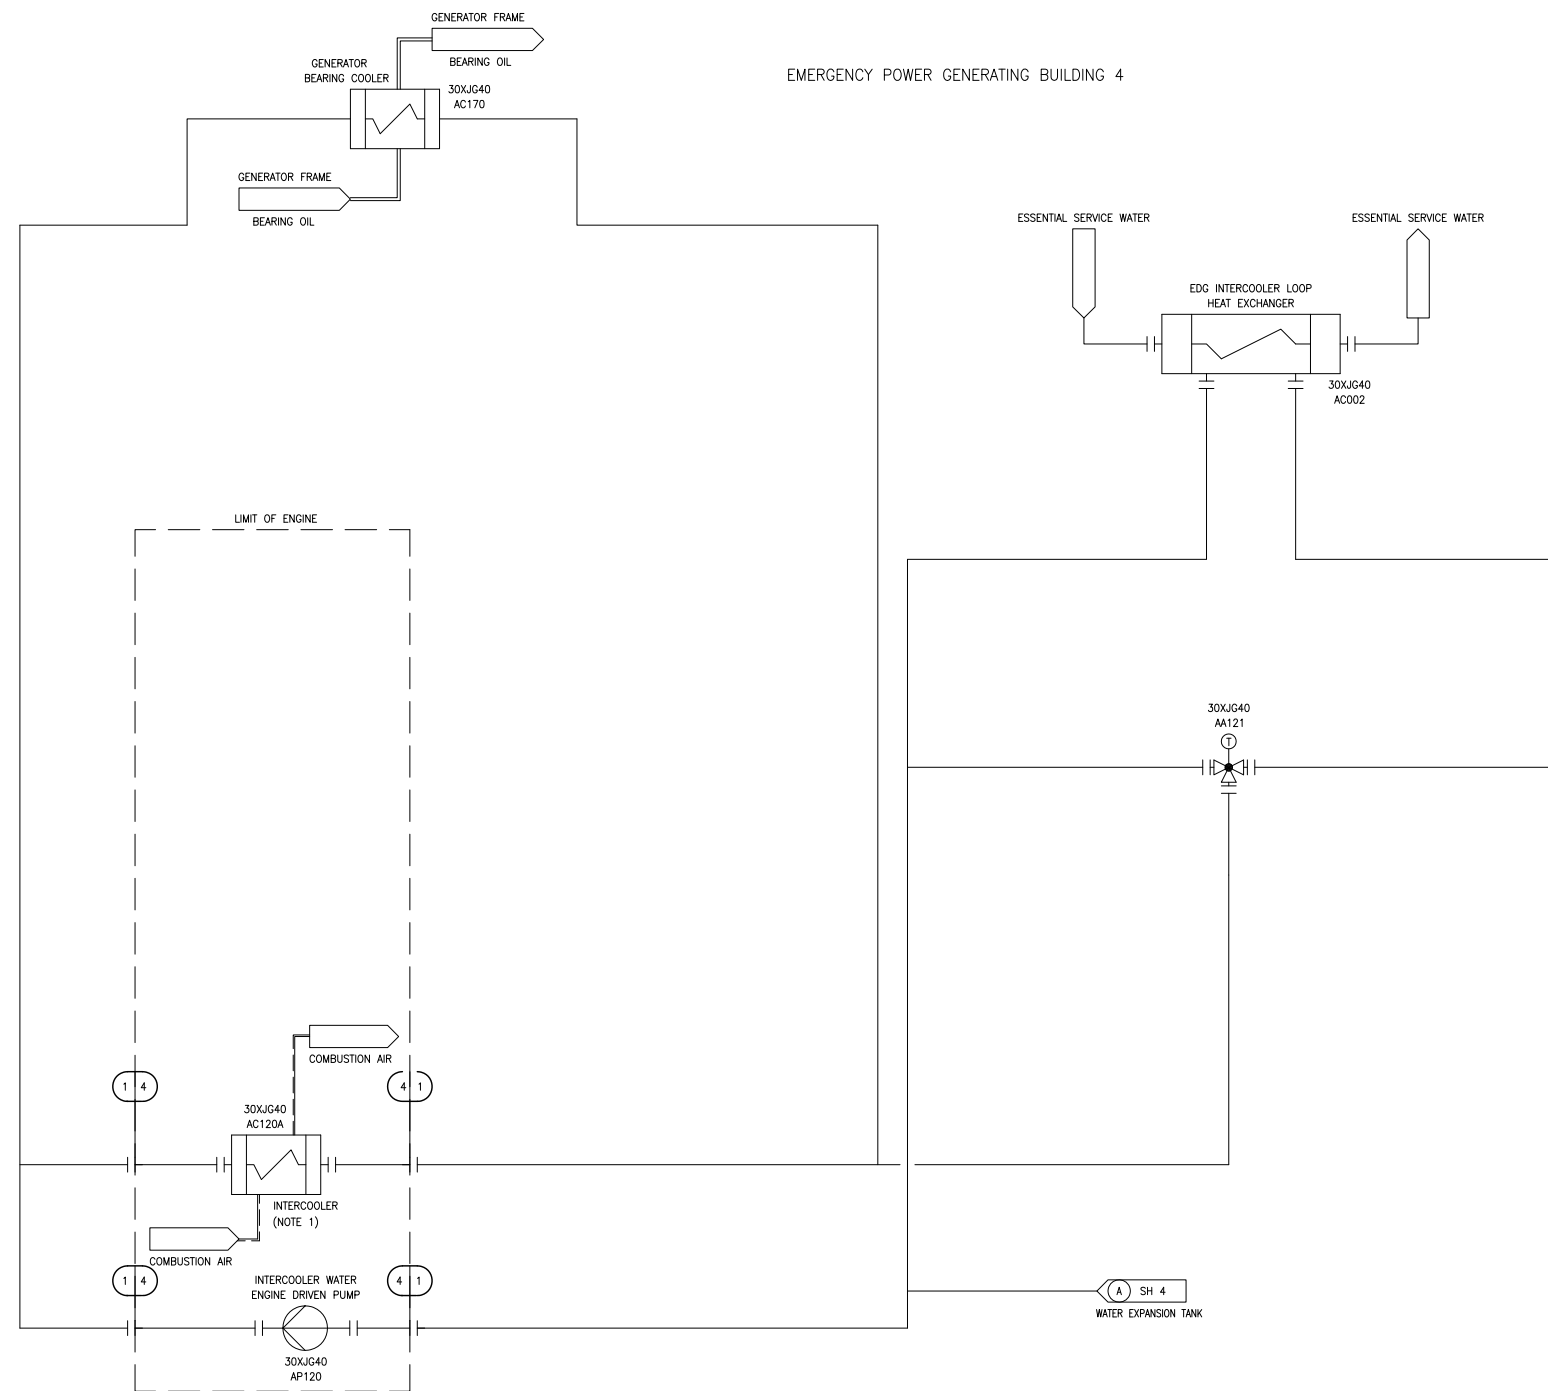 GENERATOR FRAME
BEARING OIL
GENERATOR
BEARING COOLER
30XJG40
AC170
EMERGENCY POWER GENERATING BUILDING 4
GENERATOR FRAME
BEARING OIL
ESSENTIAL SERVICE WATER
ESSENTIAL SERVICE WATER
EDG INTERCOOLER LOOP
HEAT EXCHANGER
30XJG40
AC002
LIMIT OF ENGINE
30XJG40
AA121
T
COMBUSTION AIR
1 4
4 1
30XJG40
AC120A
INTERCOOLER
(NOTE 1)
COMBUSTION AIR
1 4
4 1
INTERCOOLER WATER
ENGINE DRIVEN PUMP
30XJG40
AP120
A SH 4
WATER EXPANSION TANK